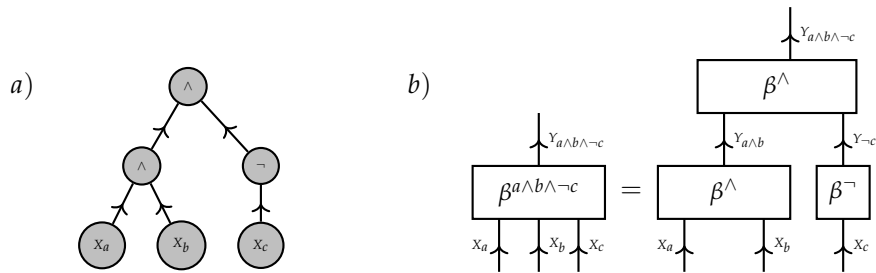 a)
∧
∧
¬
X_a
X_b
X_c
b)
Y_{a∧b∧¬c}
β^{a∧b∧¬c}
X_a
X_b
X_c
=
Y_{a∧b∧¬c}
β^∧
Y_{a∧b}
Y_{¬c}
β^∧
β^¬
X_a
X_b
X_c